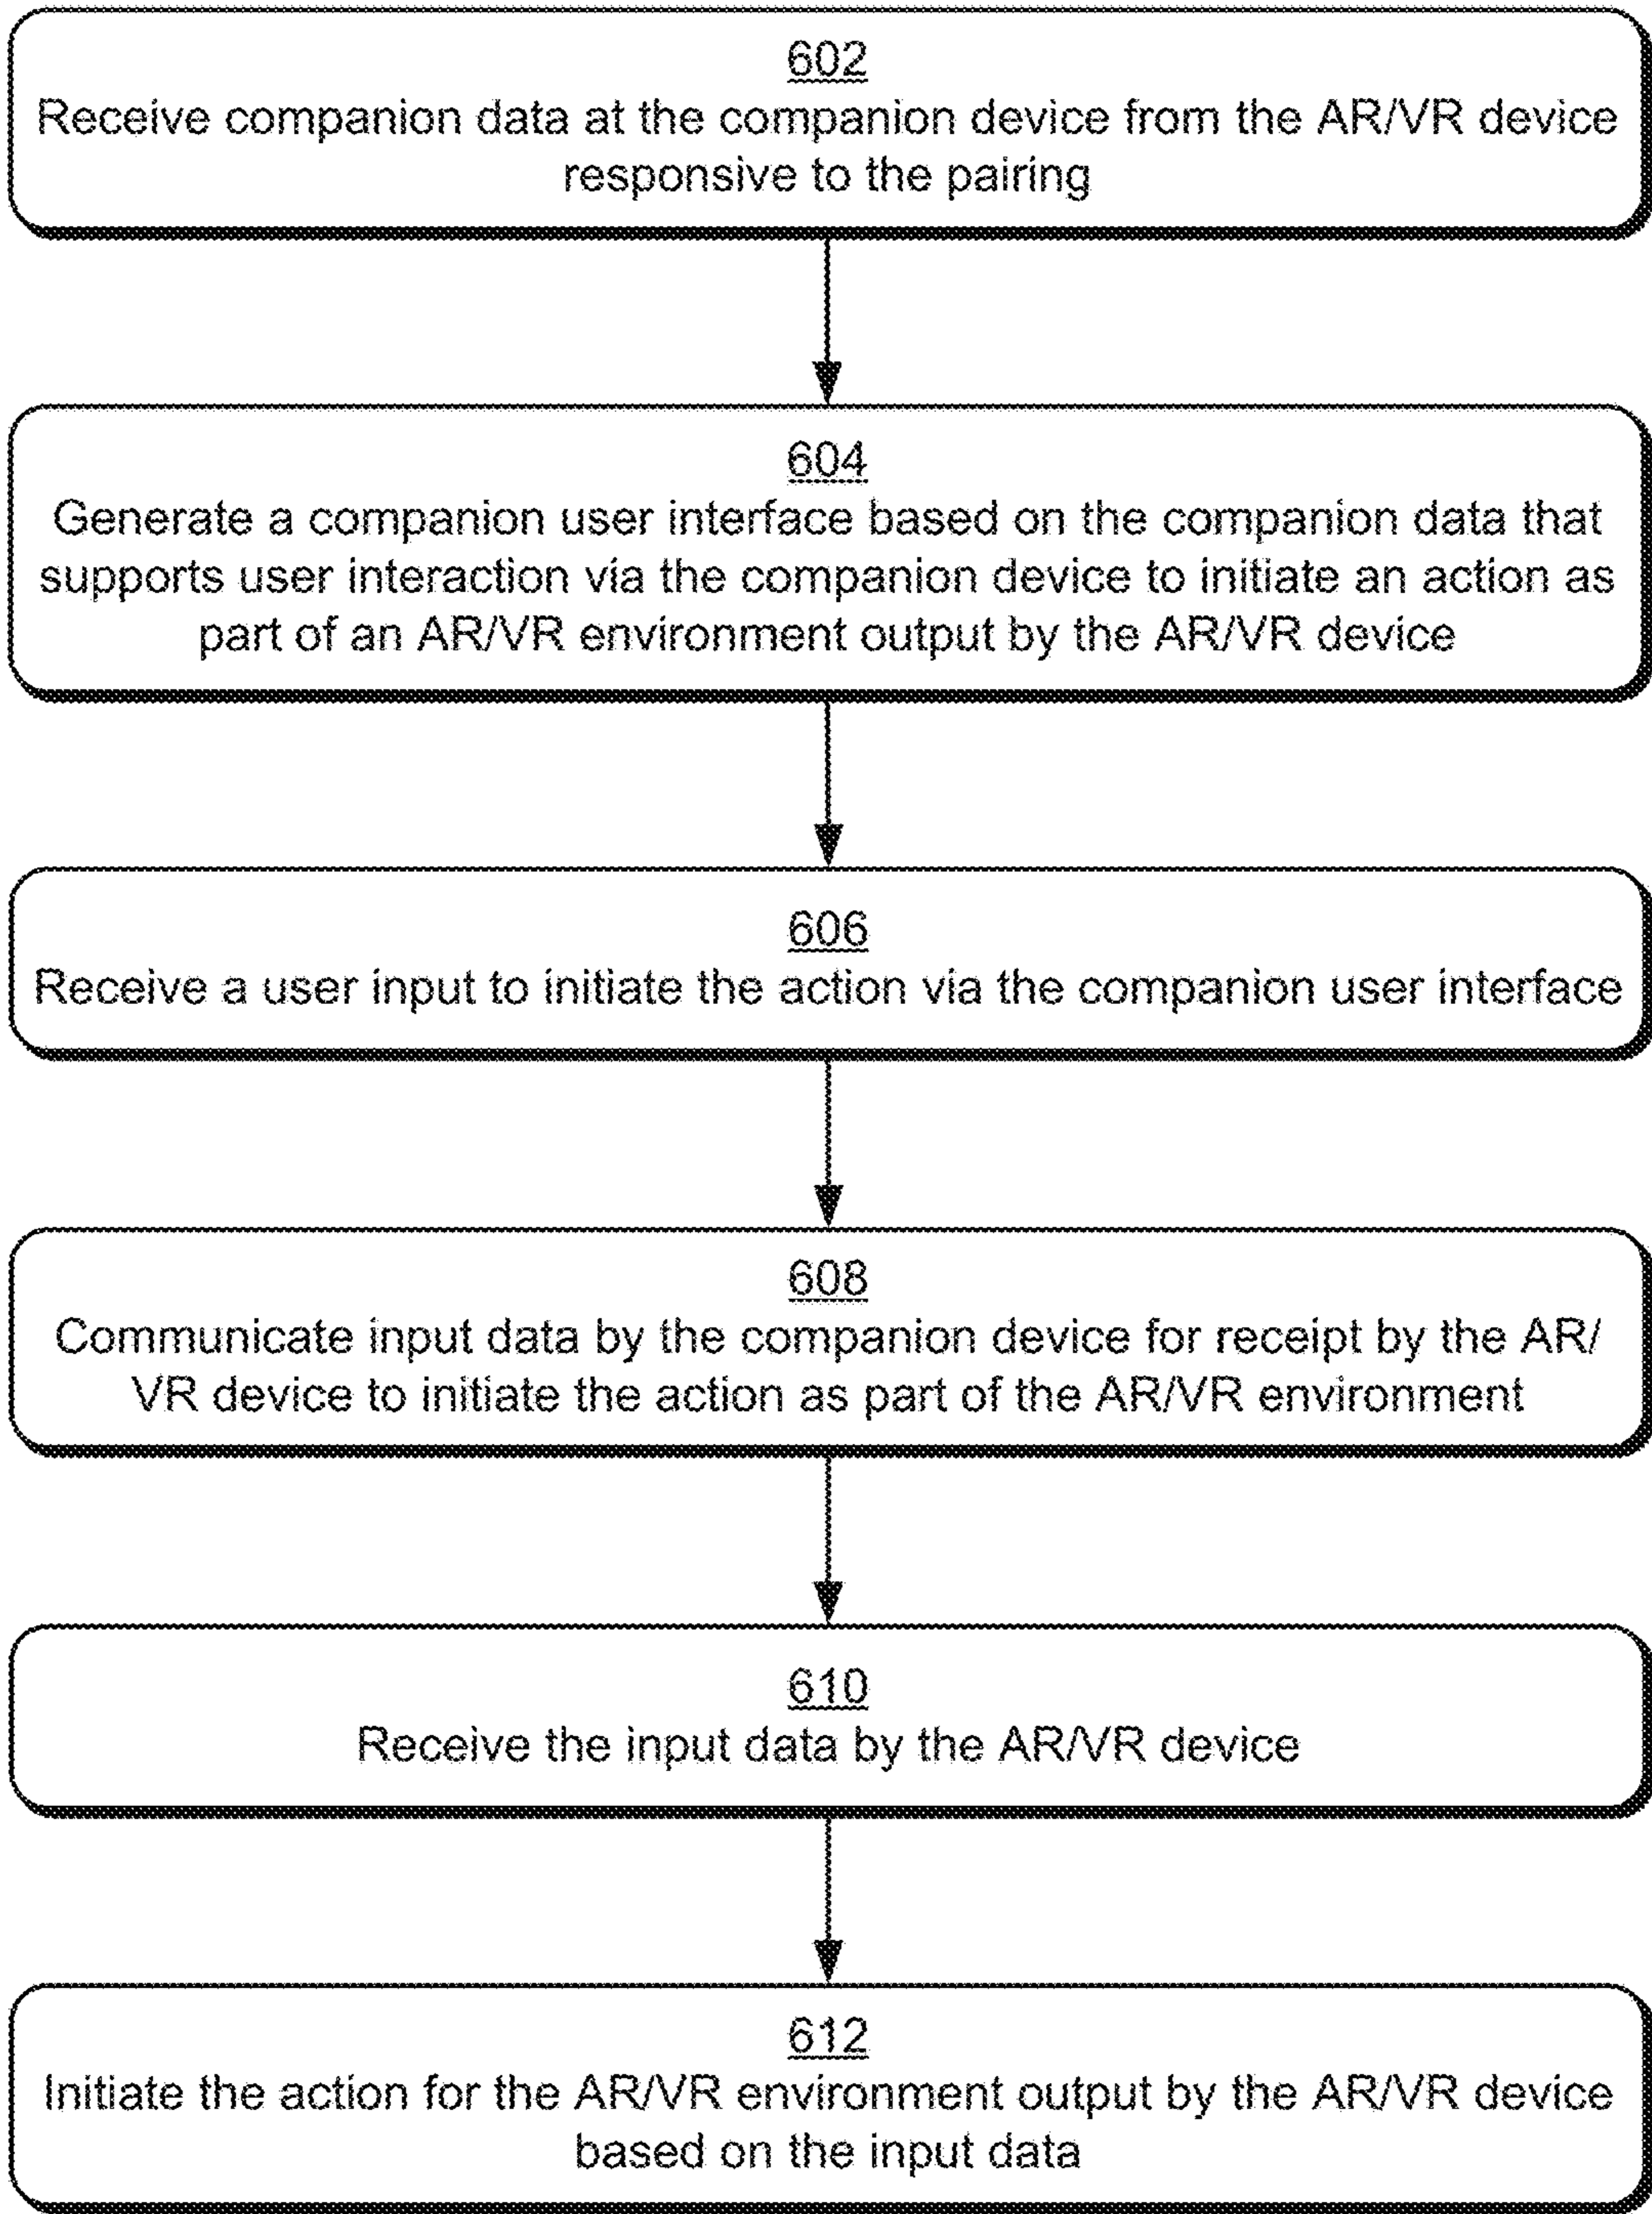 602
Receive companion data at the companion device from the AR/VR device
responsive to the pairing
604
Generate a companion user interface based on the companion data that
supports user interaction via the companion device to initiate an action as
part of an AR/VR environment output by the AR/VR device
606
Receive a user input to initiate the action via the companion user interface
608
Communicate input data by the companion device for receipt by the AR/
VR device to initiate the action as part of the AR/VR environment
610
Receive the input data by the AR/VR device
612
Initiate the action for the AR/VR environment output by the AR/VR device
based on the input data